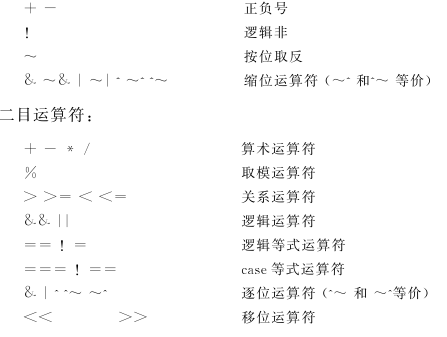 + － 正负号
! 逻辑非
~ 按位取反
& ~& | ~| ^ ~^ ^~ 缩位运算符(~^ 和^~ 等价)
二目运算符:
+ － * / 算术运算符
% 取模运算符
> >= < <= 关系运算符
&& || 逻辑运算符
== ! = 逻辑等式运算符
=== ! == case 等式运算符
& | ^ ^~ ~^ 逐位运算符(^~ 和 ~^等价)
<< >> 移位运算符